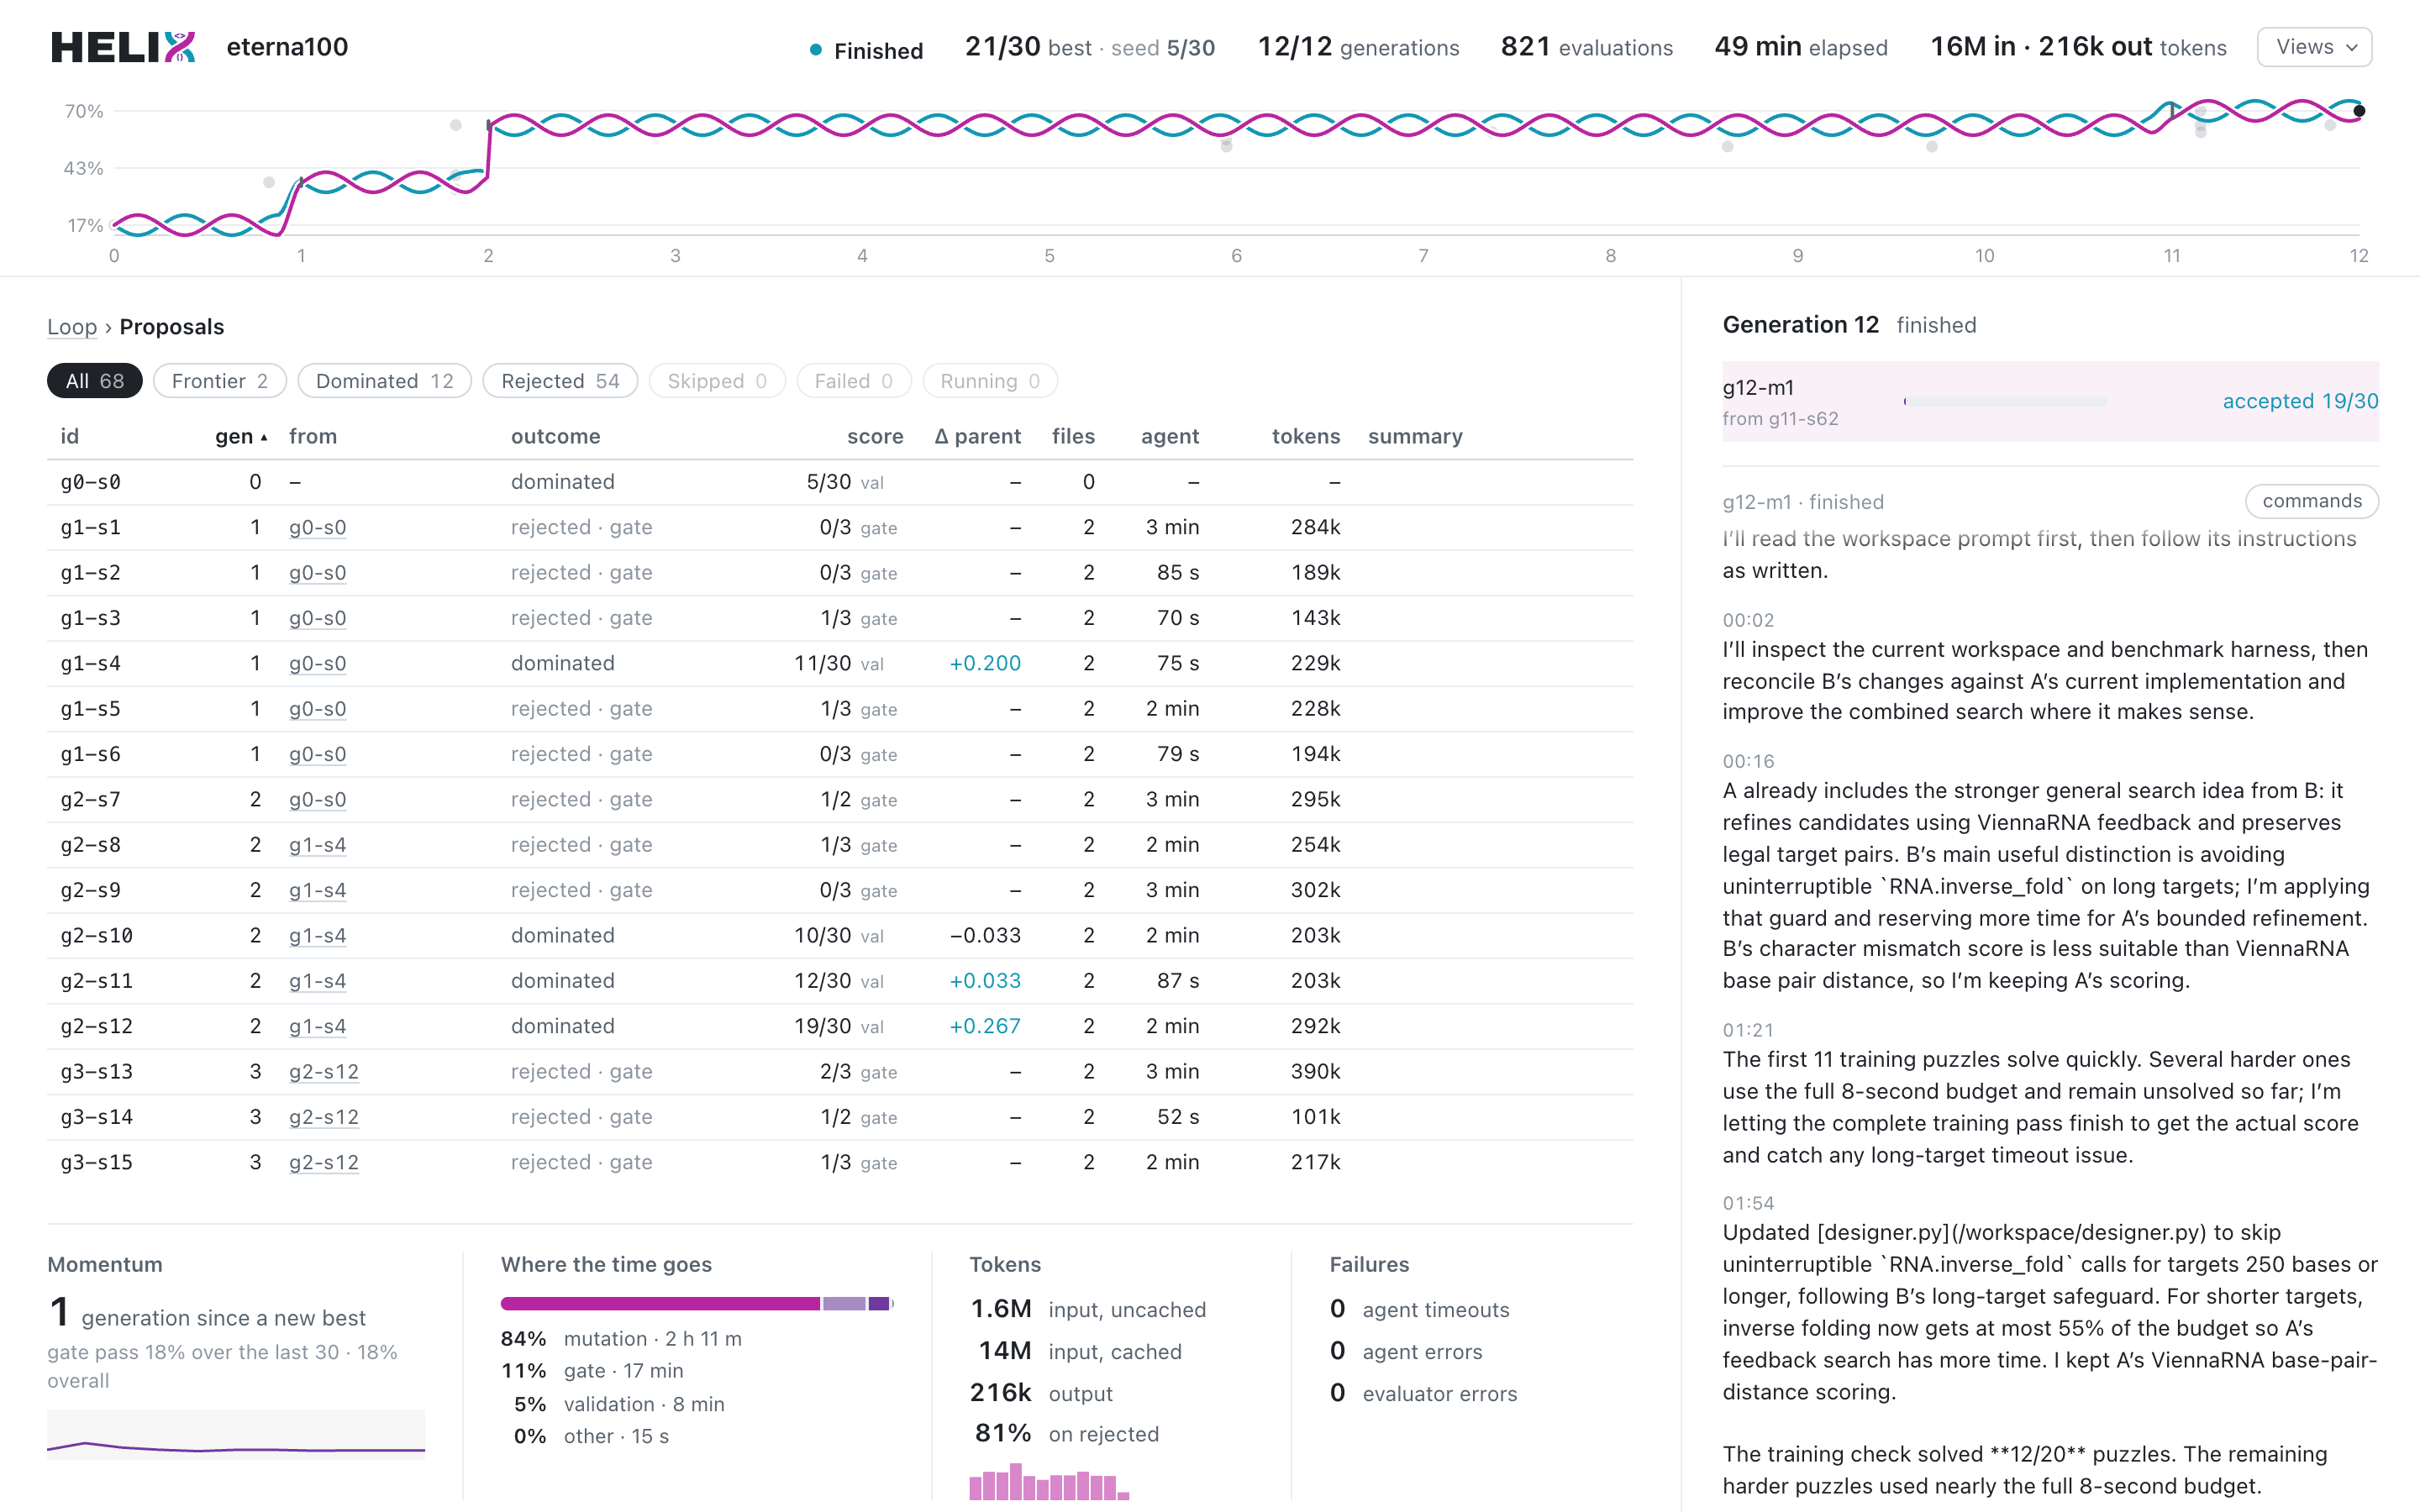 HELIX eterna100 Finished 21/30 best · seed 5/30 12/12 generations 821 evaluations 49 min elapsed 16M in · 216k out tokens Views
70%
43%
17%
0 1 2 3 4 5 6 7 8 9 10 11 12
Loop › Proposals
All 68 Frontier 2 Dominated 12 Rejected 54 Skipped 0 Failed 0 Running 0
id gen ▲ from outcome score Δ parent files agent tokens summary
g0-s0 0 – dominated 5/30 val – 0 – –
g1-s1 1 g0-s0 rejected · gate 0/3 gate – 2 3 min 284k
g1-s2 1 g0-s0 rejected · gate 0/3 gate – 2 85 s 189k
g1-s3 1 g0-s0 rejected · gate 1/3 gate – 2 70 s 143k
g1-s4 1 g0-s0 dominated 11/30 val +0.200 2 75 s 229k
g1-s5 1 g0-s0 rejected · gate 1/3 gate – 2 2 min 228k
g1-s6 1 g0-s0 rejected · gate 0/3 gate – 2 79 s 194k
g2-s7 2 g0-s0 rejected · gate 1/2 gate – 2 3 min 295k
g2-s8 2 g1-s4 rejected · gate 1/3 gate – 2 2 min 254k
g2-s9 2 g1-s4 rejected · gate 0/3 gate – 2 3 min 302k
g2-s10 2 g1-s4 dominated 10/30 val −0.033 2 2 min 203k
g2-s11 2 g1-s4 dominated 12/30 val +0.033 2 87 s 203k
g2-s12 2 g1-s4 dominated 19/30 val +0.267 2 2 min 292k
g3-s13 3 g2-s12 rejected · gate 2/3 gate – 2 3 min 390k
g3-s14 3 g2-s12 rejected · gate 1/2 gate – 2 52 s 101k
g3-s15 3 g2-s12 rejected · gate 1/3 gate – 2 2 min 217k
Momentum
1 generation since a new best
gate pass 18% over the last 30 · 18%
overall
Where the time goes
84% mutation · 2 h 11 m
11% gate · 17 min
5% validation · 8 min
0% other · 15 s
Tokens
1.6M input, uncached
14M input, cached
216k output
81% on rejected
Failures
0 agent timeouts
0 agent errors
0 evaluator errors
Generation 12 finished
g12-m1
from g11-s62
accepted 19/30
g12-m1 · finished commands
I’ll read the workspace prompt first, then follow its instructions
as written.
00:02
I’ll inspect the current workspace and benchmark harness, then
reconcile B’s changes against A’s current implementation and
improve the combined search where it makes sense.
00:16
A already includes the stronger general search idea from B: it
refines candidates using ViennaRNA feedback and preserves
legal target pairs. B’s main useful distinction is avoiding
uninterruptible `RNA.inverse_fold` on long targets; I’m applying
that guard and reserving more time for A’s bounded refinement.
B’s character mismatch score is less suitable than ViennaRNA
base pair distance, so I’m keeping A’s scoring.
01:21
The first 11 training puzzles solve quickly. Several harder ones
use the full 8-second budget and remain unsolved so far; I’m
letting the complete training pass finish to get the actual score
and catch any long-target timeout issue.
01:54
Updated [designer.py](/workspace/designer.py) to skip
uninterruptible `RNA.inverse_fold` calls for targets 250 bases or
longer, following B’s long-target safeguard. For shorter targets,
inverse folding now gets at most 55% of the budget so A’s
feedback search has more time. I kept A’s ViennaRNA base-pair-
distance scoring.
The training check solved **12/20** puzzles. The remaining
harder puzzles used nearly the full 8-second budget.